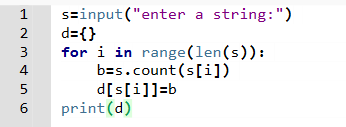 1 s=input("enter a string:")
2 d={}
3 for i in range(len(s)):
4     b=s.count(s[i])
5     d[s[i]]=b
6 print(d)